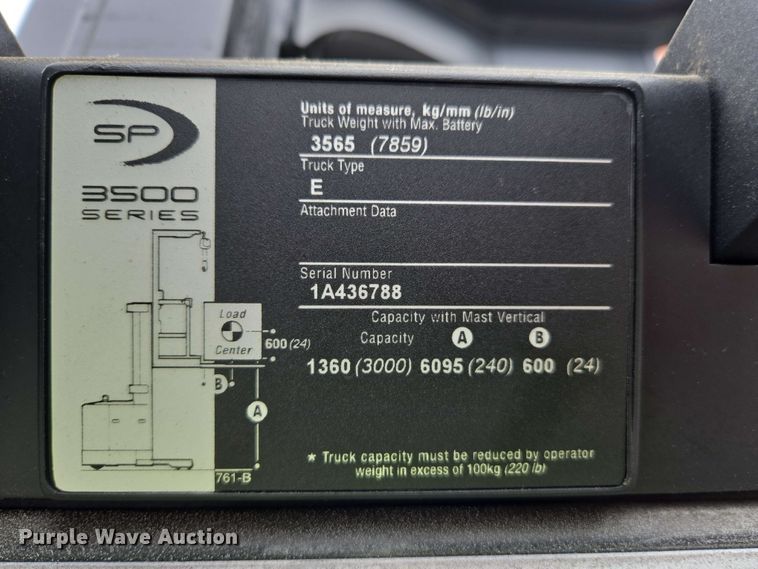 SP
3500
SERIES
Load
Center
600 (24)
B
A
761-B
Units of measure, kg/mm (lb/in)
Truck Weight with Max. Battery
3565 (7859)
Truck Type
E
Attachment Data
Serial Number
1A436788
Capacity with Mast Vertical
Capacity A B
1360 (3000) 6095 (240) 600 (24)
* Truck capacity must be reduced by operator
weight in excess of 100kg (220 lb)
Purple Wave Auction